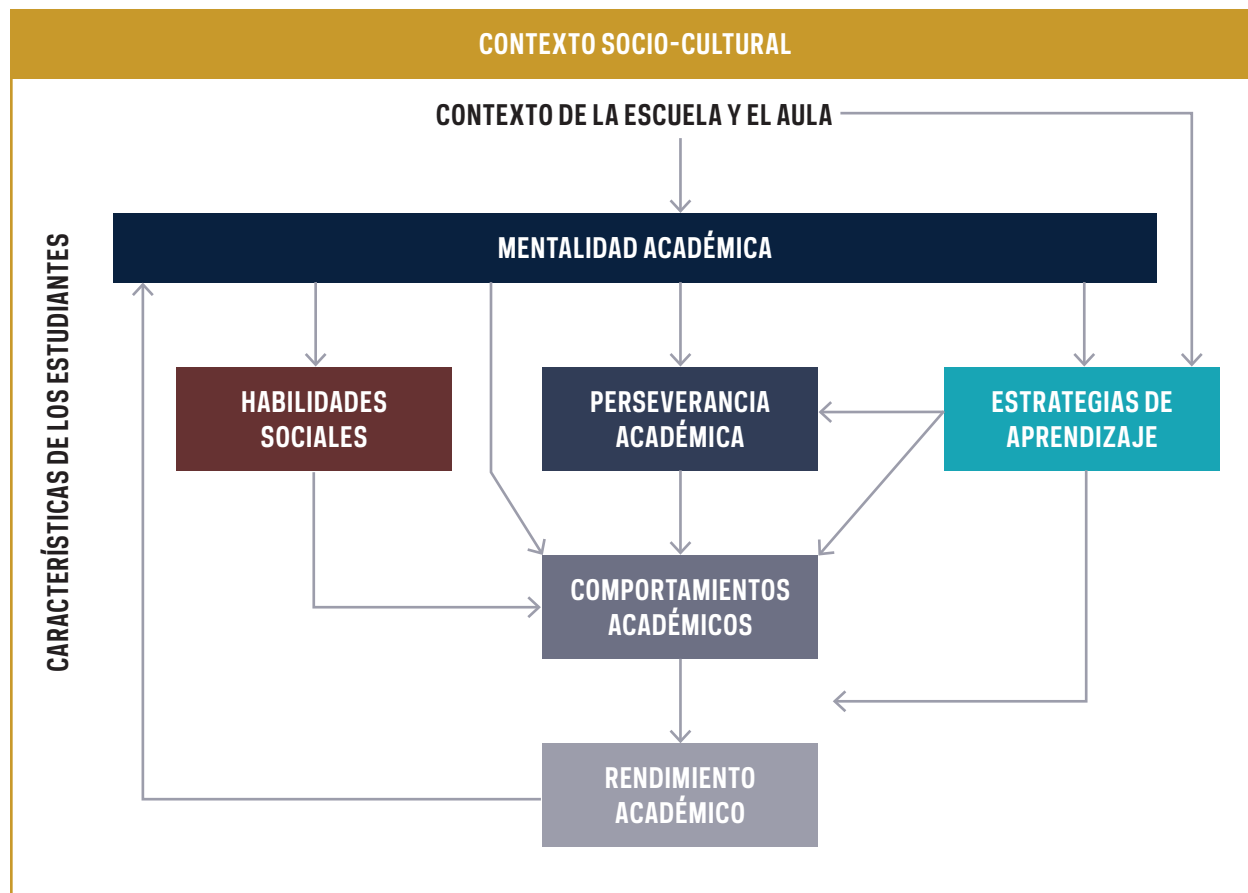 CONTEXTO SOCIO-CULTURAL
CONTEXTO DE LA ESCUELA Y EL AULA
CARACTERÍSTICAS DE LOS ESTUDIANTES
MENTALIDAD ACADÉMICA
HABILIDADES
SOCIALES
PERSEVERANCIA
ACADÉMICA
ESTRATEGIAS DE
APRENDIZAJE
COMPORTAMIENTOS
ACADÉMICOS
RENDIMIENTO
ACADÉMICO